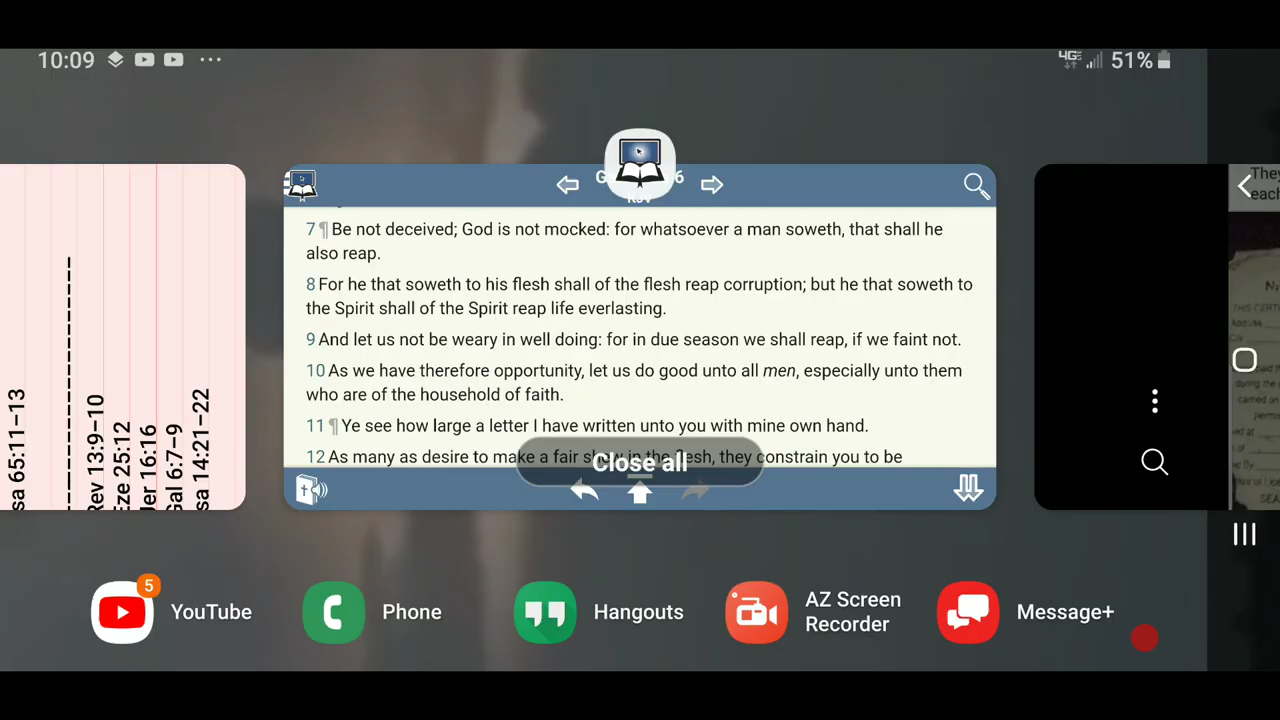 10:09
4GE 51%
They
each
G 6
KJV
7 ¶ Be not deceived; God is not mocked: for whatsoever a man soweth, that shall he
also reap.
8 For he that soweth to his flesh shall of the flesh reap corruption; but he that soweth to
the Spirit shall of the Spirit reap life everlasting.
9 And let us not be weary in well doing: for in due season we shall reap, if we faint not.
10 As we have therefore opportunity, let us do good unto all men, especially unto them
who are of the household of faith.
11 ¶ Ye see how large a letter I have written unto you with mine own hand.
12 As many as desire to make a fair show in the flesh, they constrain you to be
Close all
sa 65:11–13
Rev 13:9–10
Eze 25:12
Jer 16:16
Gal 6:7–9
sa 14:21–22
THIS CERT
5
YouTube
Phone
Hangouts
AZ Screen
Recorder
Message+